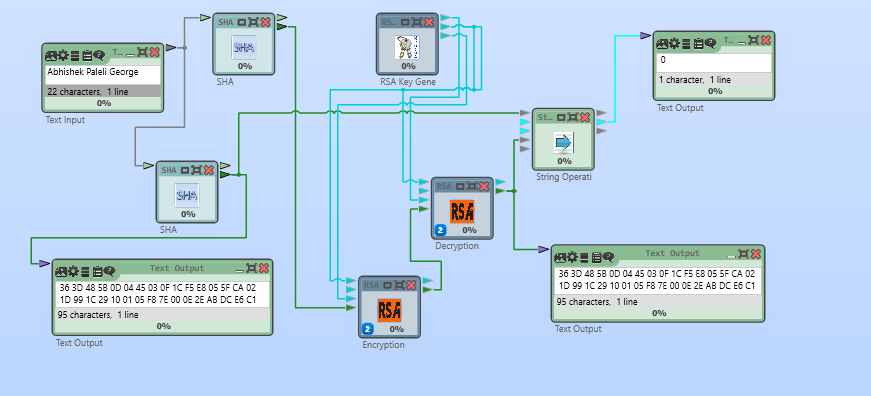 SHA
0%
SHA
RS...
0%
RSA Key Gene
T...
Abhishek Paleli George
22 characters, 1 line
0%
Text Input
T...
0
1 character, 1 line
0%
Text Output
St...
0%
String Operati
SHA
0%
SHA
RSA
RSA
2
0%
Decryption
Text Output
36 3D 48 5B 0D 04 45 03 0F 1C F5 E8 05 5F CA 02
1D 99 1C 29 10 01 05 F8 7E 00 0E 2E AB DC E6 C1
95 characters, 1 line
0%
Text Output
Text Output
36 3D 48 5B 0D 04 45 03 0F 1C F5 E8 05 5F CA 02
1D 99 1C 29 10 01 05 F8 7E 00 0E 2E AB DC E6 C1
95 characters, 1 line
0%
Text Output
RSA
RSA
2
0%
Encryption